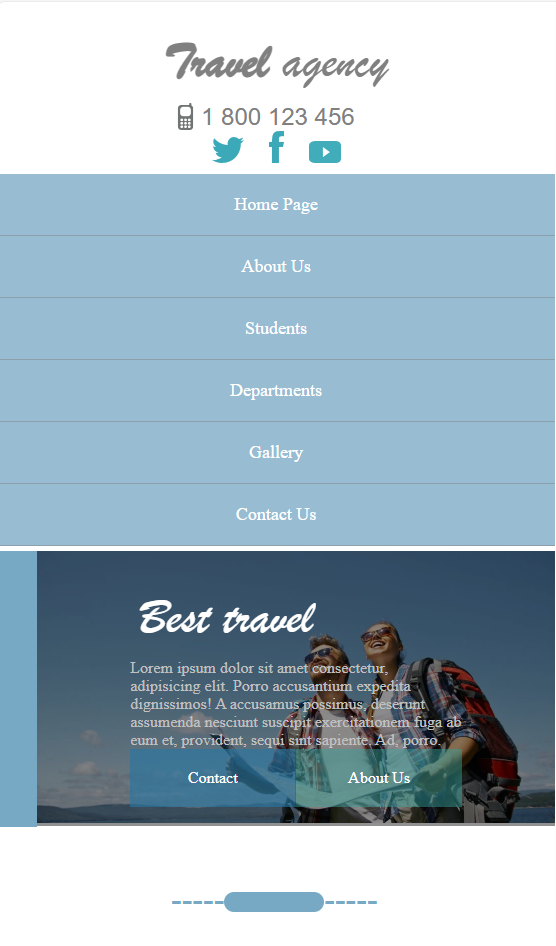 Travel agency
1 800 123 456
Home Page
About Us
Students
Departments
Gallery
Contact Us
Best travel
Lorem ipsum dolor sit amet consectetur,
adipisicing elit. Porro accusantium expedita
dignissimos! A accusamus possimus, deserunt
assumenda nesciunt suscipit exercitationem fuga ab
eum et, provident, sequi sint sapiente. Ad, porro.
Contact About Us